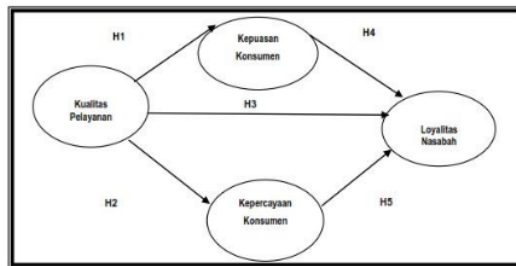 H1
Kepuasan
Konsumen
H4
Kualitas
Pelayanan
H3
Loyalitas
Nasabah
H2
Kepercayaan
Konsumen
H5